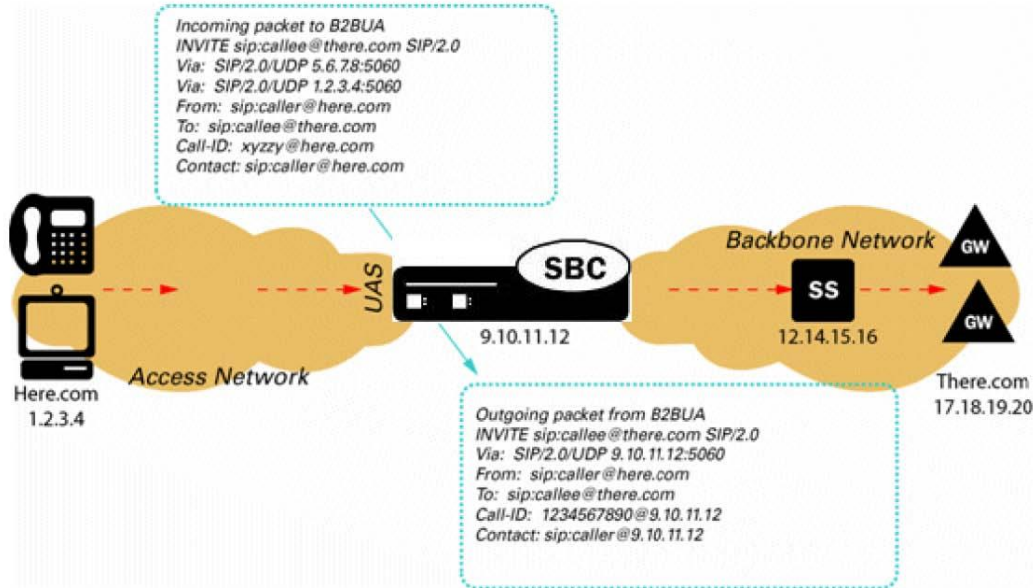 Incoming packet to B2BUA
INVITE sip:callee@there.com SIP/2.0
Via: SIP/2.0/UDP 5.6.7.8:5060
Via: SIP/2.0/UDP 1.2.3.4:5060
From: sip:caller@here.com
To: sip:callee@there.com
Call-ID: xyzzy@here.com
Contact: sip:caller@here.com
Here.com
1.2.3.4
Access Network
UAS
SBC
9.10.11.12
Backbone Network
SS
12.14.15.16
GW
GW
There.com
17.18.19.20
Outgoing packet from B2BUA
INVITE sip:callee@there.com SIP/2.0
Via: SIP/2.0/UDP 9.10.11.12:5060
From: sip:caller@here.com
To: sip:callee@there.com
Call-ID: 1234567890@9.10.11.12
Contact: sip:caller@9.10.11.12